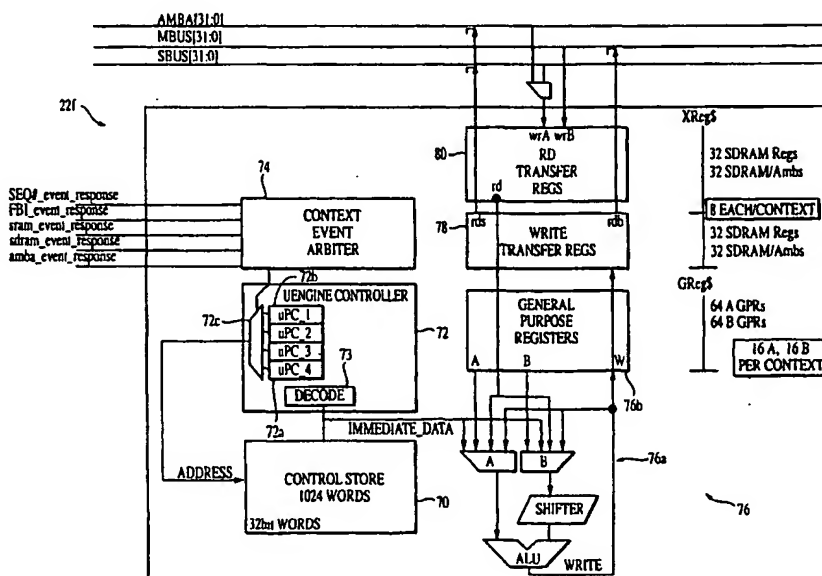 AMBA[31:0]
MBUS[31:0]
SBUS[31:0]
22f
XReg$
wrA wrB
80
RD
TRANSFER
REGS
rd
32 SDRAM Regs
32 SDRAM/Ambs
74
SEQ#_event_response
FBI_event_response
sram_event_response
sdram_event_response
amba_event_response
CONTEXT
EVENT
ARBITER
8 EACH/CONTEXT
78
rds
rdb
WRITE
TRANSFER REGS
32 SDRAM Regs
32 SDRAM/Ambs
GReg$
72b
UENGINE CONTROLLER
72c
uPC_1
uPC_2
uPC_3
uPC_4
72
73
DECODE
72a
GENERAL
PURPOSE
REGISTERS
A
B
W
64 A GPRs
64 B GPRs
16 A, 16 B
PER CONTEXT
76b
IMMEDIATE_DATA
A
B
76a
ADDRESS
CONTROL STORE
1024 WORDS
70
32bit WORDS
SHIFTER
76
ALU
WRITE